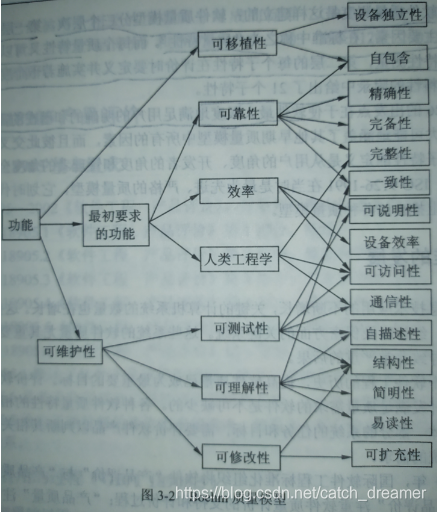 设备独立性
可移植性
自包含
精确性
可靠性
完备性
完整性
一致性
效率
可说明性
功能
最初要求
的功能
设备效率
人类工程学
可访问性
通信性
可测试性
自描述性
可维护性
结构性
可理解性
简明性
易读性
可修改性
可扩充性
图 3-2 Boehm 质量模型
https://blog.csdn.net/catch_dreamer